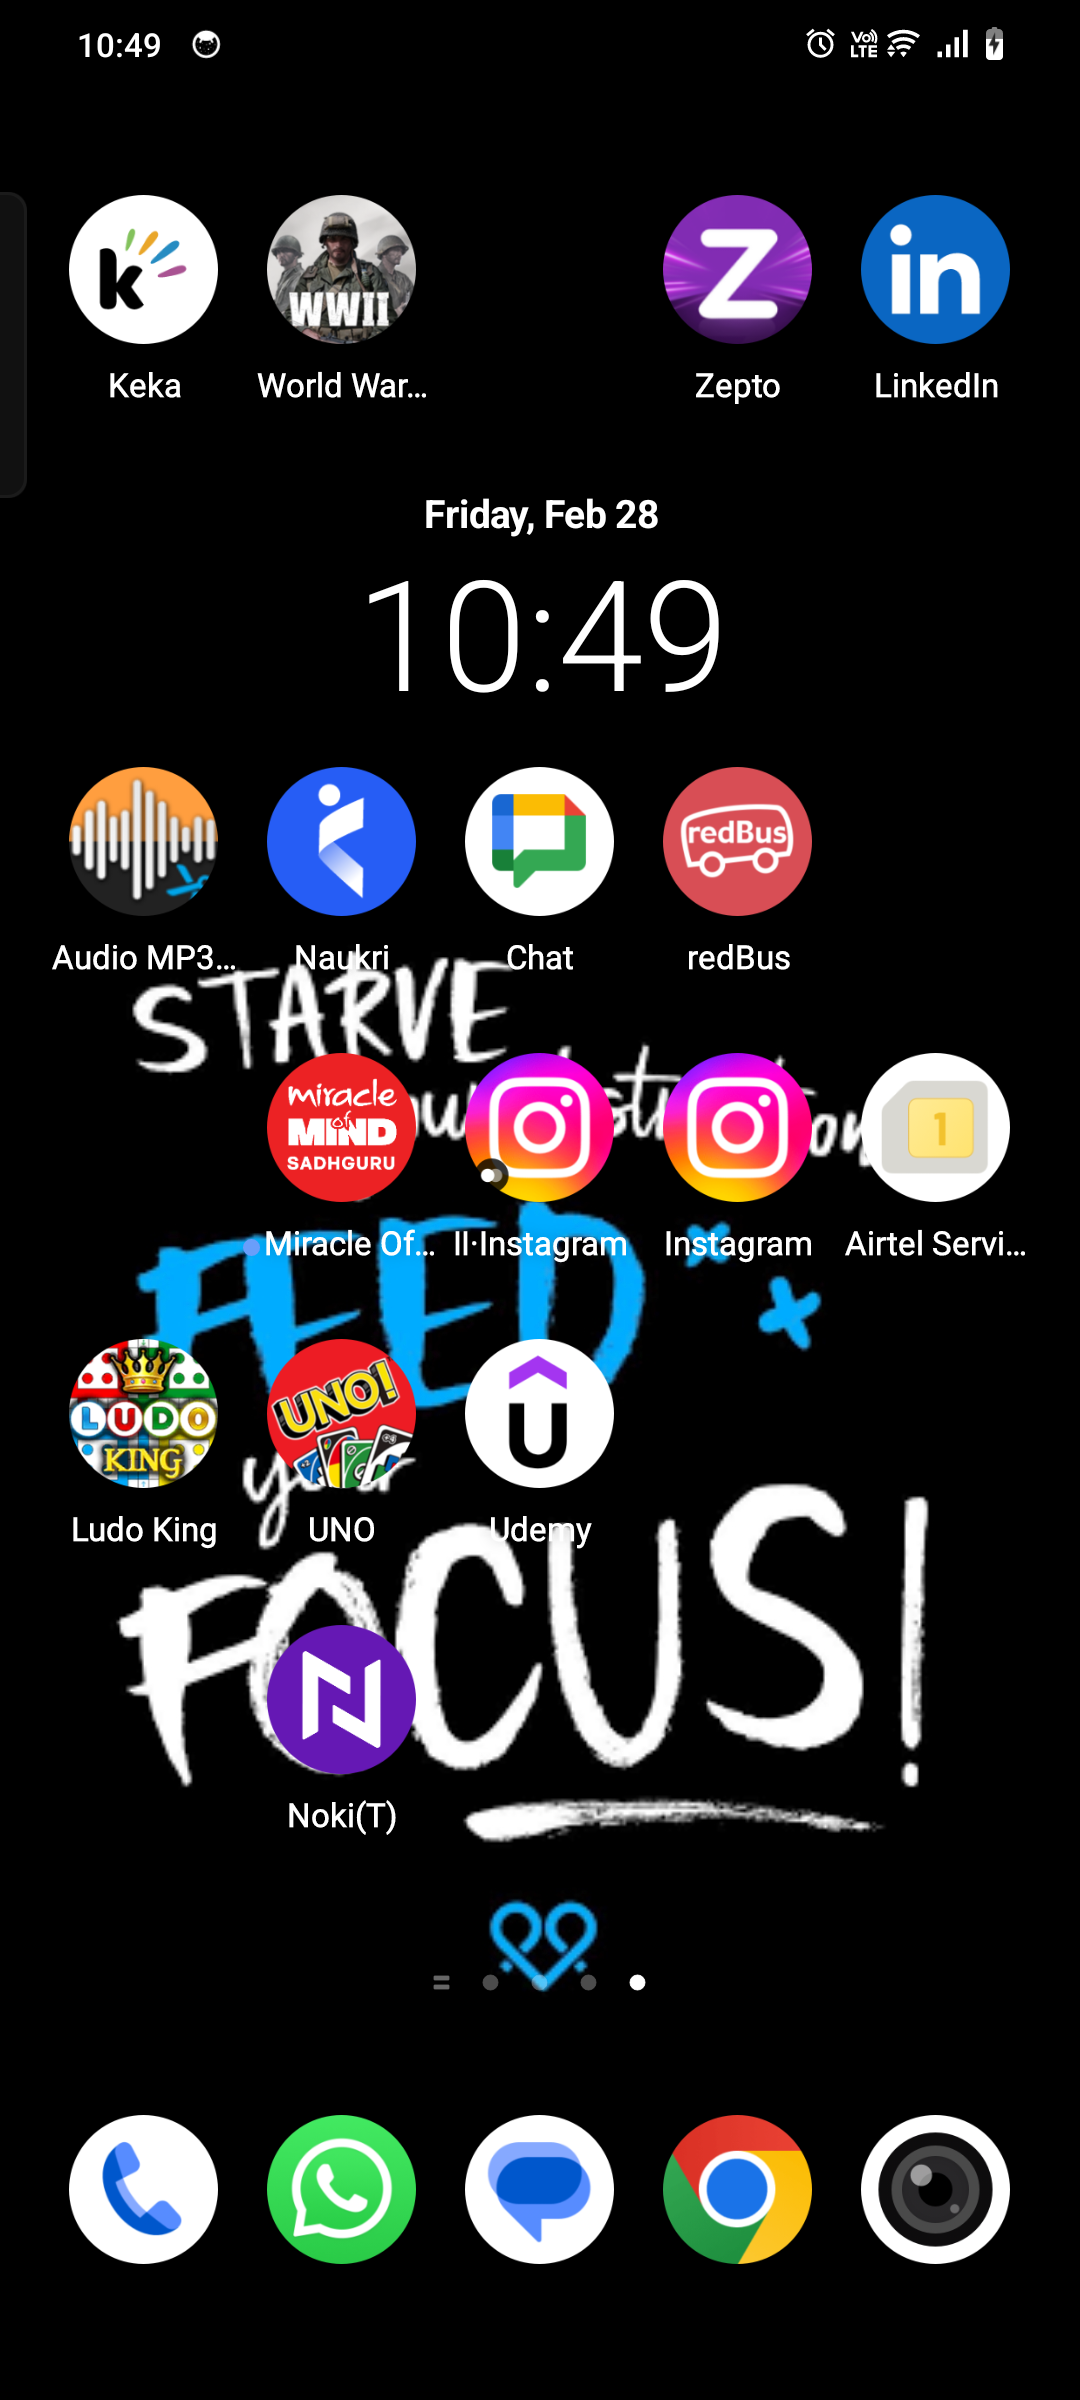 10:49
Vo)) LTE
k
WWII
Z
in
Keka
World War...
Zepto
LinkedIn
Friday, Feb 28
10:49
redBus
Audio MP3...
Naukri
Chat
redBus
STARVE
miracle of MIND SADHGURU
1
Miracle Of...
II·Instagram
Instagram
Airtel Servi...
FEED
LUDO KING
UNO!
U
your
Ludo King
UNO
Udemy
FOCUS!
N
Noki(T)